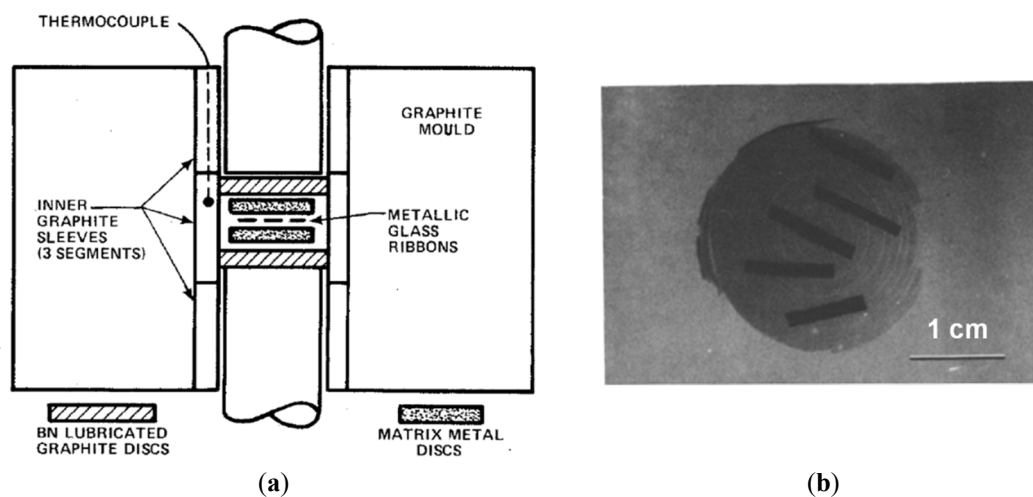 THERMOCOUPLE
GRAPHITE
MOULD
INNER
GRAPHITE
SLEEVES
(3 SEGMENTS)
METALLIC
GLASS
RIBBONS
BN LUBRICATED
GRAPHITE DISCS
MATRIX METAL
DISCS
1 cm
(a)
(b)